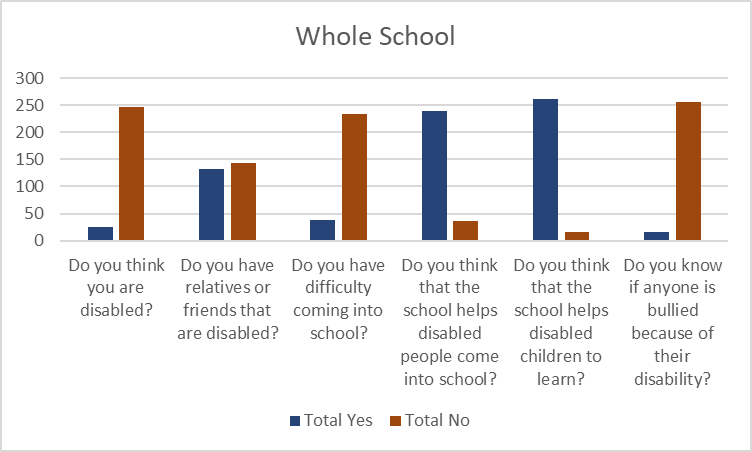 Whole School
300
250
200
150
100
50
0
Do you think
you are
disabled?
Do you have
relatives or
friends that
are disabled?
Do you have
difficulty
coming into
school?
Do you think
that the
school helps
disabled
people come
into school?
Do you think
that the
school helps
disabled
children to
learn?
Do you know
if anyone is
bullied
because of
their
disability?
Total Yes
Total No